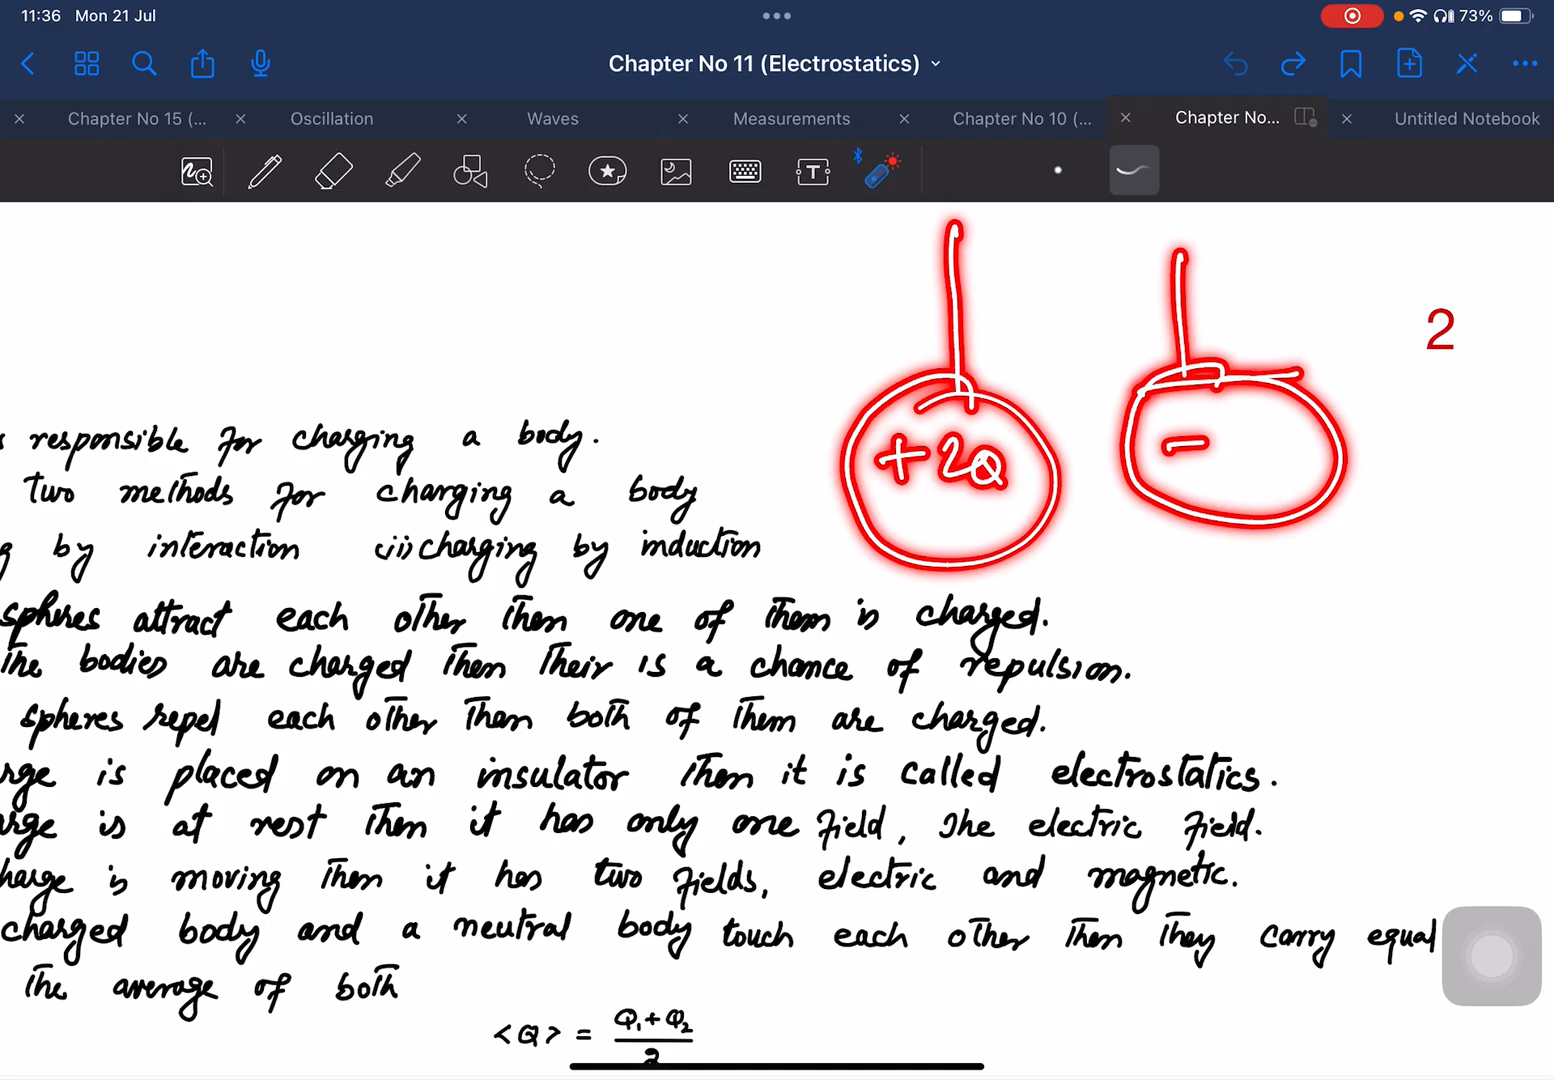 11:36 Mon 21 Jul
73%
Chapter No 11 (Electrostatics)
Chapter No 15 (...
Oscillation
Waves
Measurements
Chapter No 10 (...
Chapter No...
Untitled Notebook
T
2
+2Q
−
s responsible for charging a body.
two methods for charging a body
g by interaction (ii) charging by induction
spheres attract each other then one of them is charged.
The bodies are charged then their is a chance of repulsion.
spheres repel each other then both of them are charged.
rge is placed on an insulator then it is called electrostatics.
arge is at rest then it has only one field, The electric field.
harge is moving then it has two fields, electric and magnetic.
charged body and a neutral body touch each other then they carry equal
The average of both
<Q> = Q₁+Q₂
2